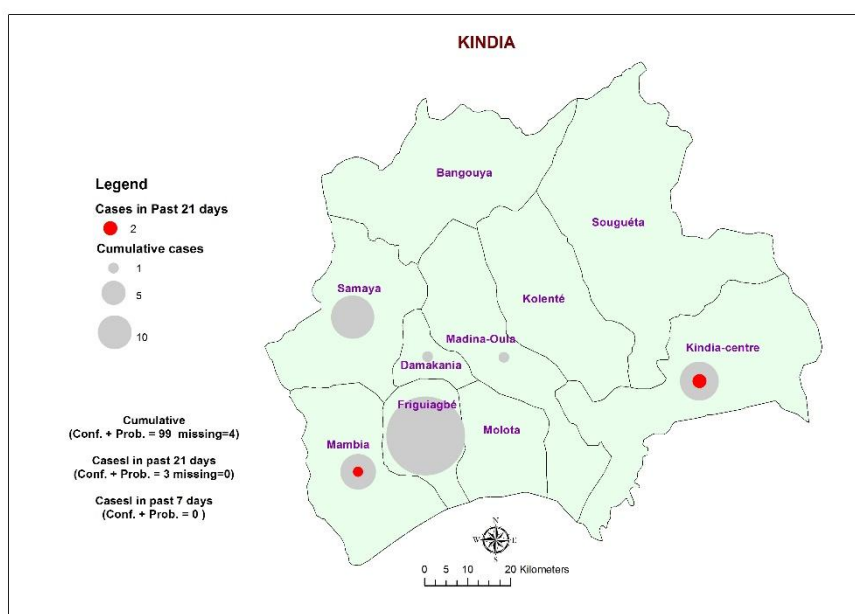 KINDIA
Bangouya
Legend
Cases in Past 21 days
2
Cumulative cases
1
5
10
Souguéta
Samaya
Kolenté
Madina-Oula
Kindia-centre
Damakania
Friguiagbé
Molota
Mambia
Cumulative
(Conf. + Prob. = 99 missing=4)
Casesl in past 21 days
(Conf. + Prob. = 3 missing=0)
Casesl in past 7 days
(Conf. + Prob. = 0 )
N
W E
S
0 5 10 20 Kilometers